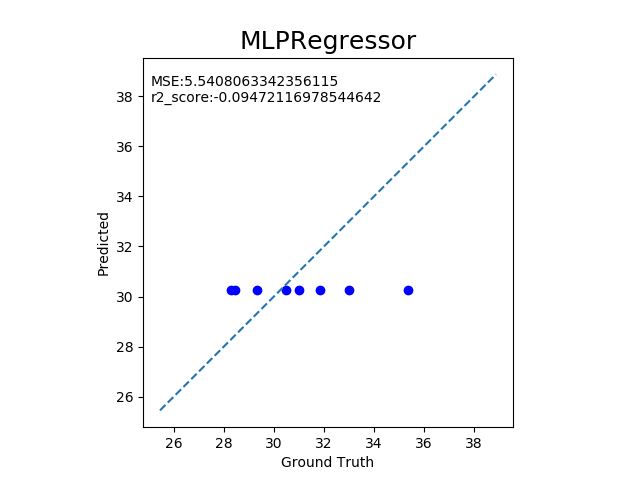 MLPRegressor
MSE:5.5408063342356115
r2_score:-0.09472116978544642
38
36
34
32
30
28
26
Predicted
26 28 30 32 34 36 38
Ground Truth